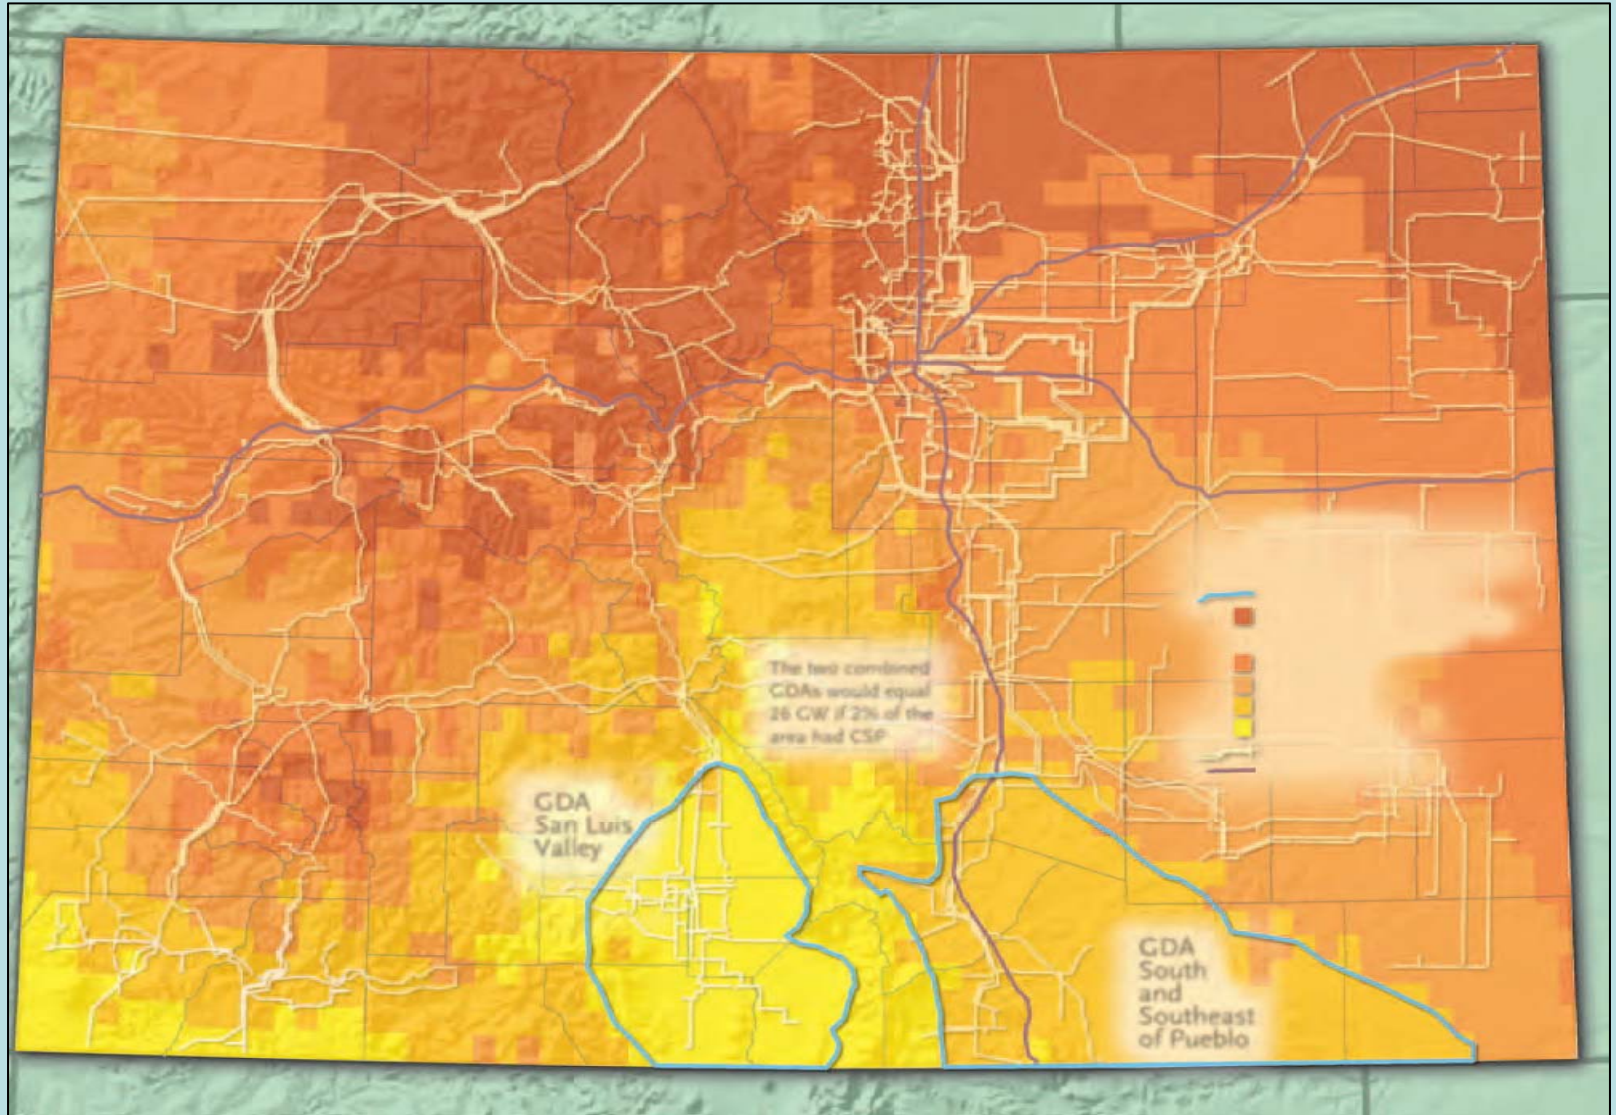 The two combined
GDAs would equal
26 GW if 2% of the
area had CSP
GDA
San Luis
Valley
GDA
South
and
Southeast
of Pueblo